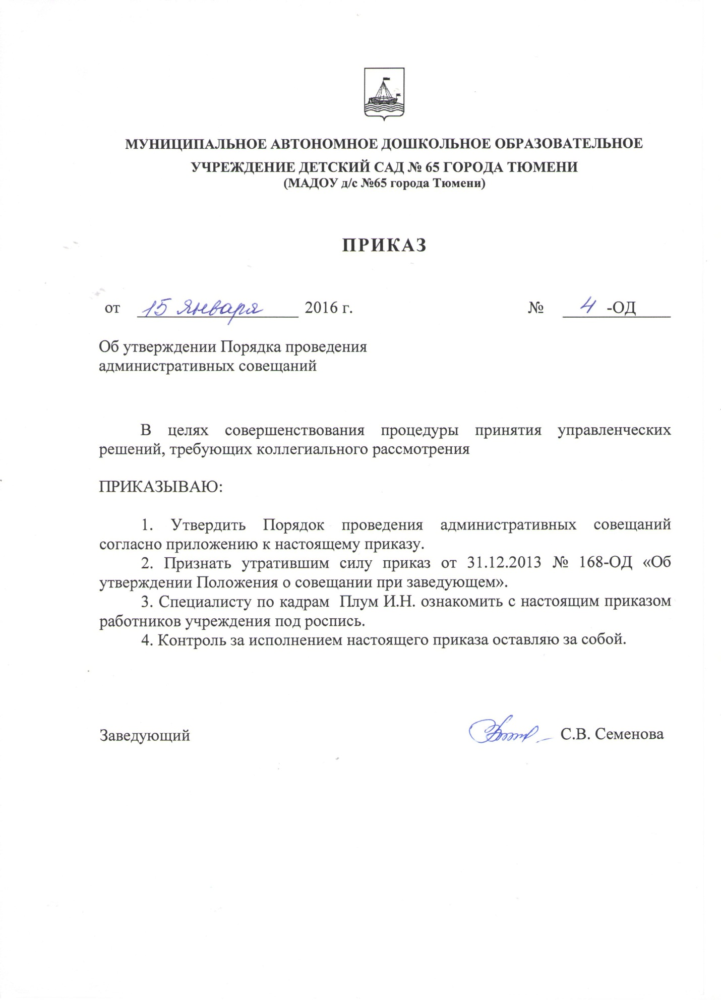 МУНИЦИПАЛЬНОЕ АВТОНОМНОЕ ДОШКОЛЬНОЕ ОБРАЗОВАТЕЛЬНОЕ
УЧРЕЖДЕНИЕ ДЕТСКИЙ САД № 65 ГОРОДА ТЮМЕНИ
(МАДОУ д/с №65 города Тюмени)
ПРИКАЗ
от 15 января 2016 г. № 4 -ОД
Об утверждении Порядка проведения
административных совещаний
В целях совершенствования процедуры принятия управленческих
решений, требующих коллегиального рассмотрения
ПРИКАЗЫВАЮ:
1. Утвердить Порядок проведения административных совещаний
согласно приложению к настоящему приказу.
2. Признать утратившим силу приказ от 31.12.2013 № 168-ОД «Об
утверждении Положения о совещании при заведующем».
3. Специалисту по кадрам Плум И.Н. ознакомить с настоящим приказом
работников учреждения под роспись.
4. Контроль за исполнением настоящего приказа оставляю за собой.
Заведующий С.В. Семенова